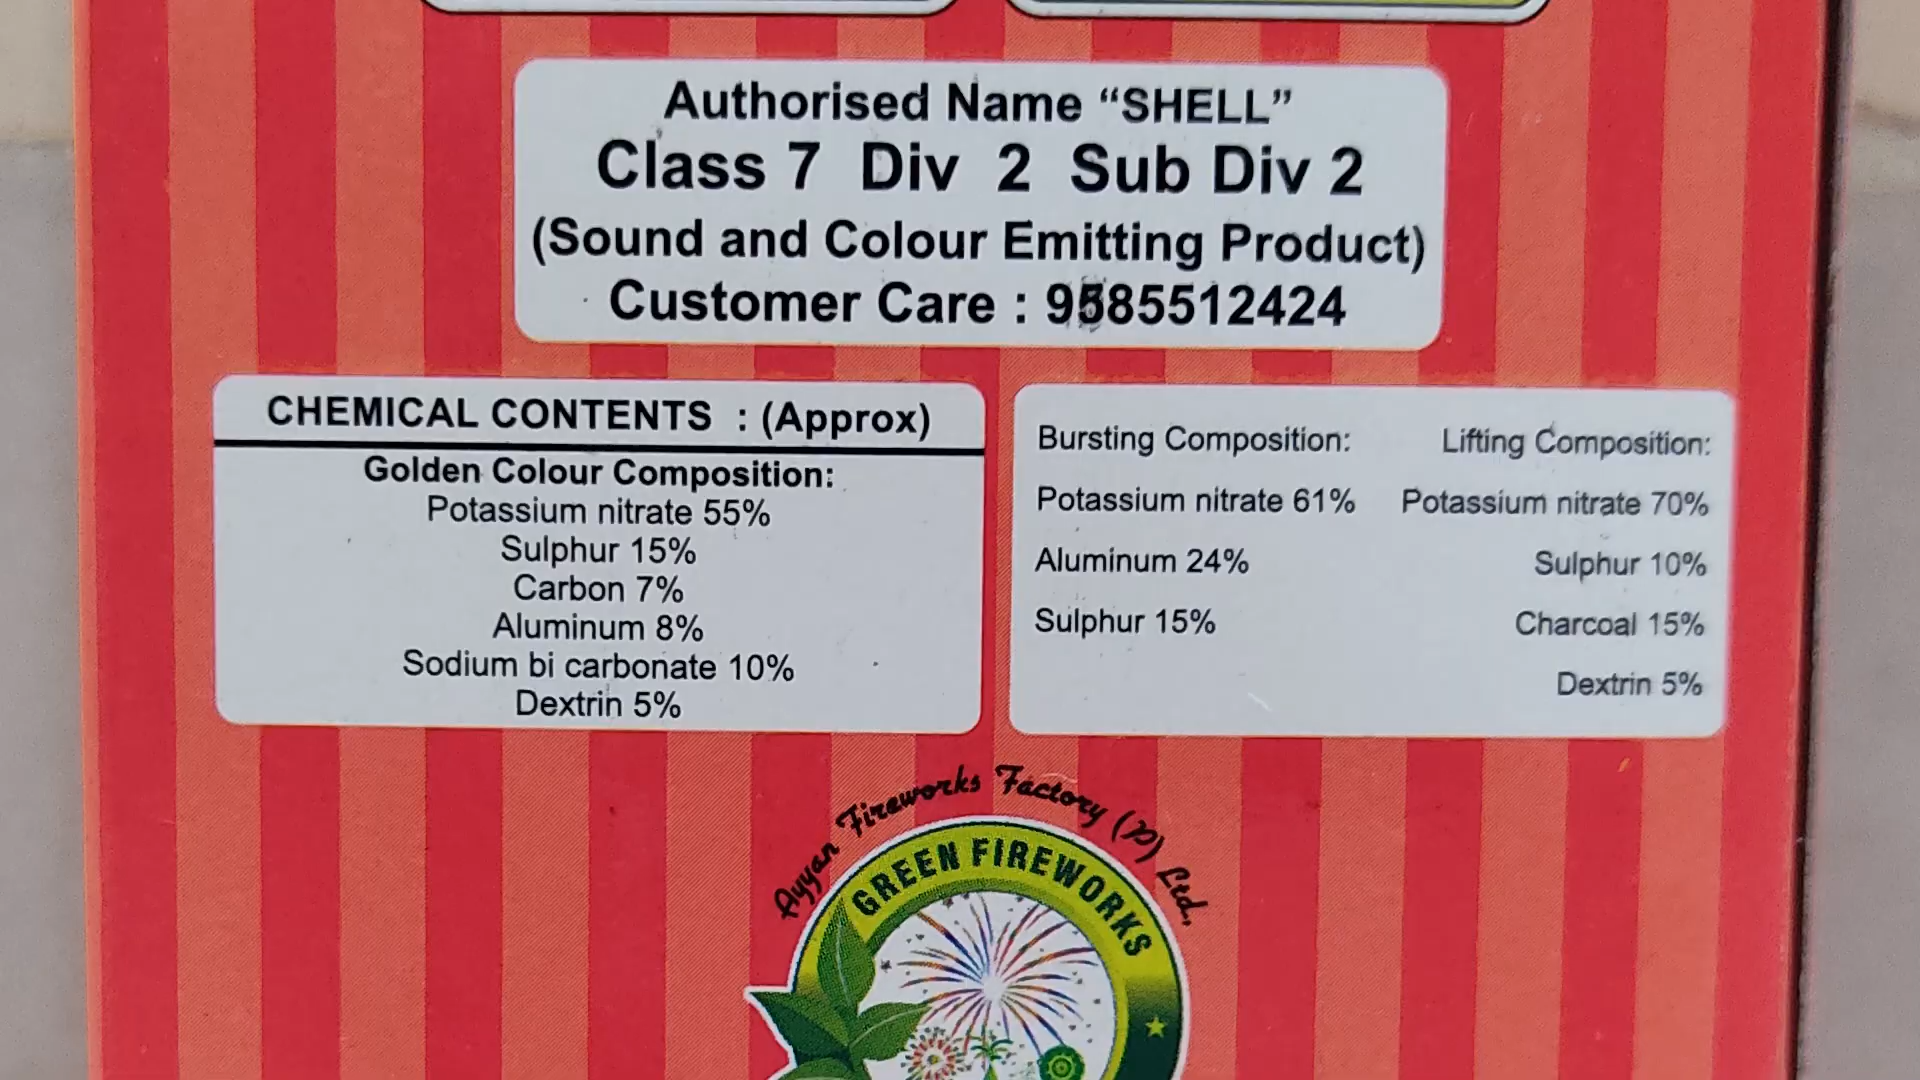 Authorised Name “SHELL”
Class 7 Div 2 Sub Div 2
(Sound and Colour Emitting Product)
Customer Care : 9585512424
CHEMICAL CONTENTS : (Approx)
Golden Colour Composition:
Potassium nitrate 55%
Sulphur 15%
Carbon 7%
Aluminum 8%
Sodium bi carbonate 10%
Dextrin 5%
Bursting Composition:
Potassium nitrate 61%
Aluminum 24%
Sulphur 15%
Lifting Composition:
Potassium nitrate 70%
Sulphur 10%
Charcoal 15%
Dextrin 5%
Ayyan Fireworks Factory (P) Ltd.,
GREEN FIREWORKS